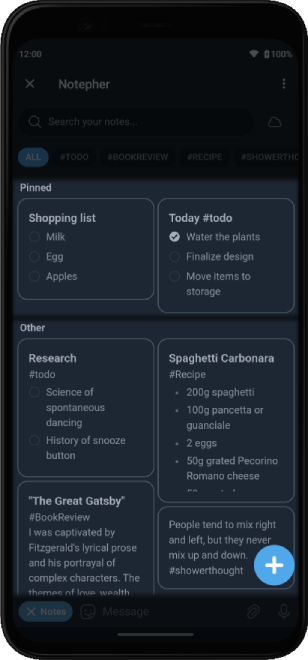 12:00
100%
Notepher
Search your notes...
ALL #TODO #BOOKREVIEW #RECIPE #SHOWERTHO
Pinned
Shopping list
Milk
Egg
Apples
Today #todo
Water the plants
Finalize design
Move items to
storage
Other
Research
#todo
Science of
spontaneous
dancing
History of snooze
button
Spaghetti Carbonara
#Recipe
• 200g spaghetti
• 100g pancetta or
guanciale
• 2 eggs
• 50g grated Pecorino
Romano cheese
"The Great Gatsby"
#BookReview
I was captivated by
Fitzgerald's lyrical prose
and his portrayal of
complex characters. The
themes of love, wealth
People tend to mix right
and left, but they never
mix up and down.
#showerthought
Notes
Message